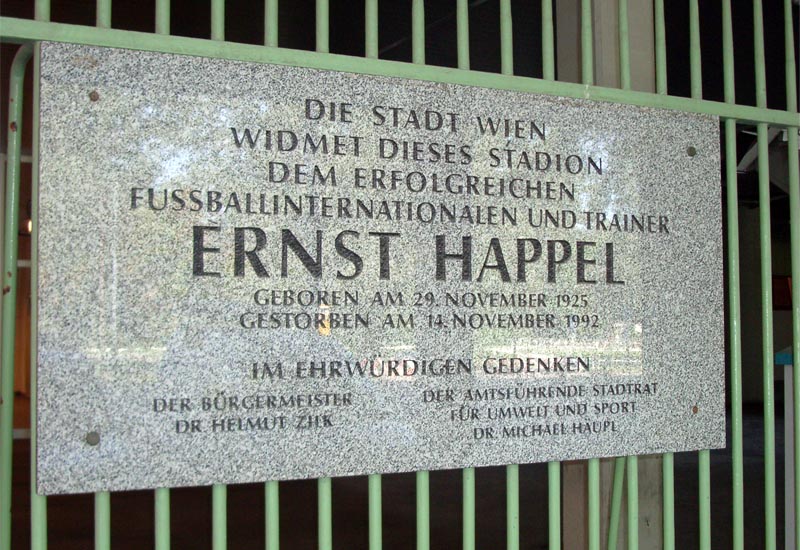 DIE STADT WIEN
WIDMET DIESES STADION
DEM ERFOLGREICHEN
FUSSBALLINTERNATIONALEN UND TRAINER
ERNST HAPPEL
GEBOREN AM 29. NOVEMBER 1925
GESTORBEN AM 14. NOVEMBER 1992
IM EHRWÜRDIGEN GEDENKEN
DER BÜRGERMEISTER
DR. HELMUT ZILK
DER AMTSFÜHRENDE STADTRAT
FÜR UMWELT UND SPORT
DR. MICHAEL HÄUPL